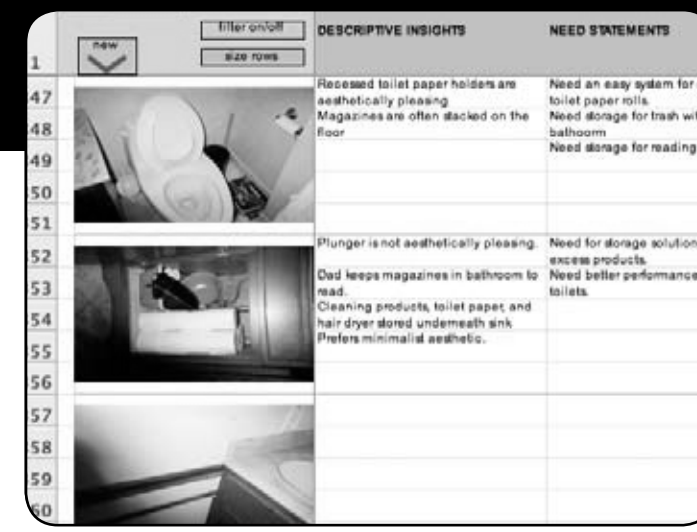 new
filter on/off
size rows
DESCRIPTIVE INSIGHTS
NEED STATEMENTS
1
47
48
49
50
51
52
53
54
55
56
57
58
59
60
Recessed toilet paper holders are
aesthetically pleasing
Magazines are often stacked on the
floor
Need an easy system for
toilet paper rolls.
Need storage for trash wit
bathoorm
Need storage for reading
Plunger is not aesthetically pleasing.
Dad keeps magazines in bathroom to
read.
Cleaning products, toilet paper, and
hair dryer stored underneath sink
Prefers minimalist aesthetic.
Need for storage solution
excess products.
Need better performance
toilets.